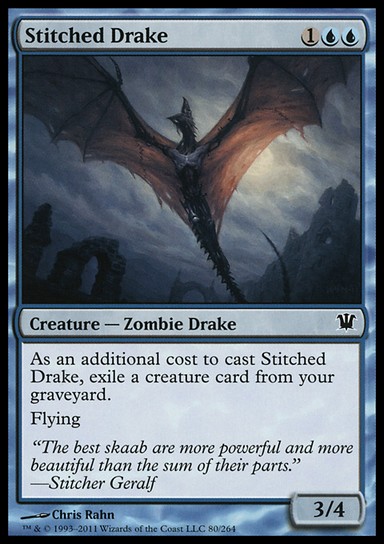 Stitched Drake 1
Creature — Zombie Drake
As an additional cost to cast Stitched
Drake, exile a creature card from your
graveyard.
Flying
“The best skaab are more powerful and more
beautiful than the sum of their parts.”
—Stitcher Geralf
3/4
Chris Rahn
™ & © 1993–2011 Wizards of the Coast LLC 80/264